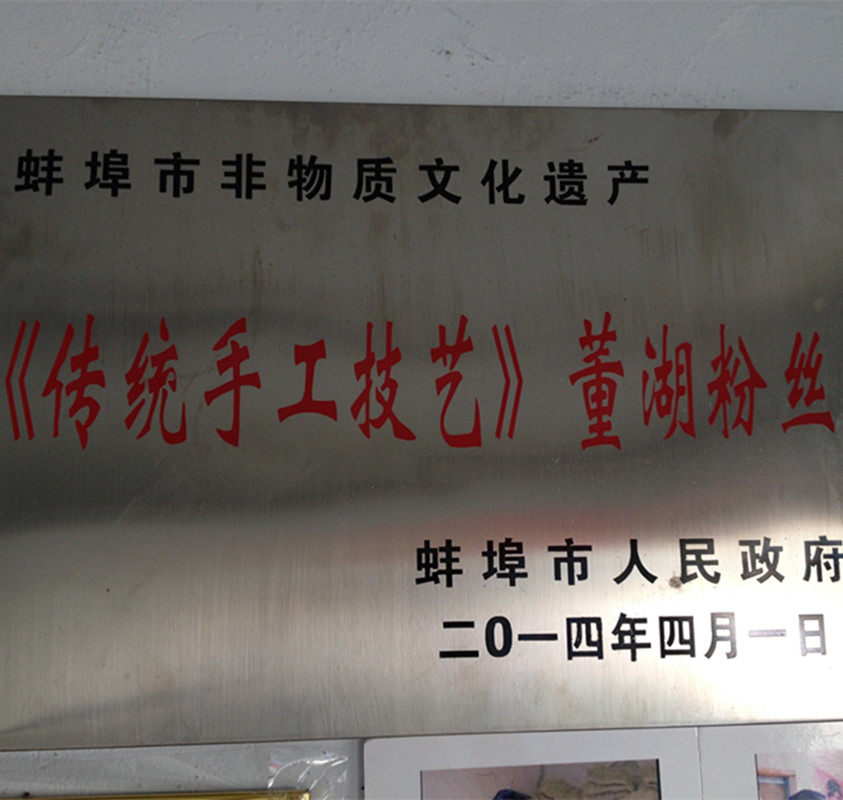 蚌埠市非物质文化遗产
《传统手工技艺》董湖粉丝
蚌埠市人民政府
二0一四年四月一日